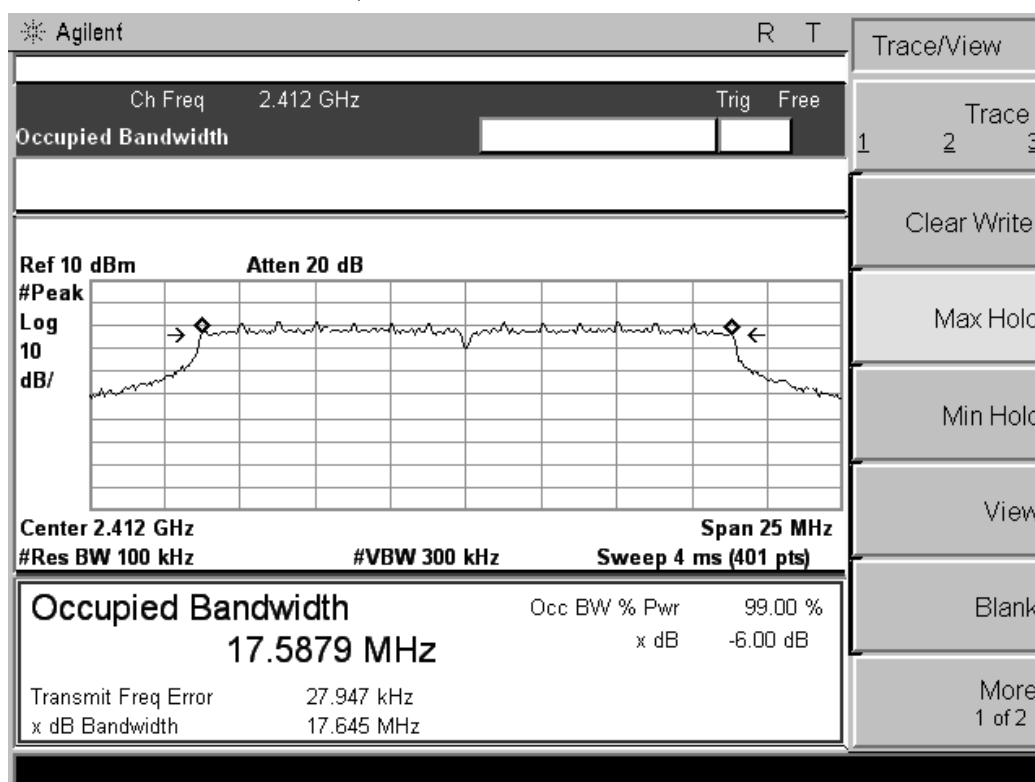 Agilent R T
Ch Freq 2.412 GHz Trig Free
Occupied Bandwidth
Ref 10 dBm Atten 20 dB
#Peak
Log
10
dB/
Center 2.412 GHz Span 25 MHz
#Res BW 100 kHz #VBW 300 kHz Sweep 4 ms (401 pts)
Occupied Bandwidth Occ BW % Pwr 99.00 %
17.5879 MHz x dB -6.00 dB
Transmit Freq Error 27.947 kHz
x dB Bandwidth 17.645 MHz
Trace/View
Trace
1 2 3
Clear Write
Max Hold
Min Hold
View
Blank
More
1 of 2